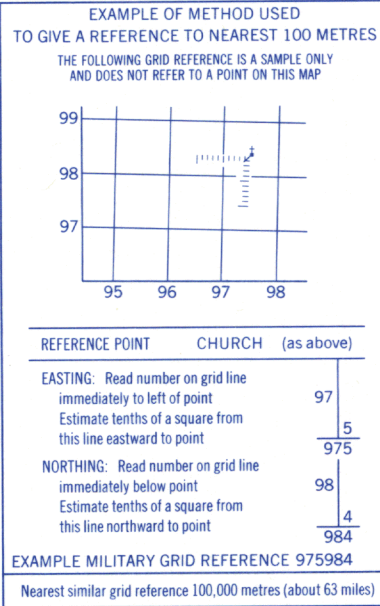 EXAMPLE OF METHOD USED
TO GIVE A REFERENCE TO NEAREST 100 METRES
THE FOLLOWING GRID REFERENCE IS A SAMPLE ONLY
AND DOES NOT REFER TO A POINT ON THIS MAP
99
98
97
95 96 97 98
REFERENCE POINT CHURCH (as above)
EASTING: Read number on grid line
immediately to left of point 97
Estimate tenths of a square from
this line eastward to point 5
975
NORTHING: Read number on grid line
immediately below point 98
Estimate tenths of a square from
this line northward to point 4
984
EXAMPLE MILITARY GRID REFERENCE 975984
Nearest similar grid reference 100,000 metres (about 63 miles)